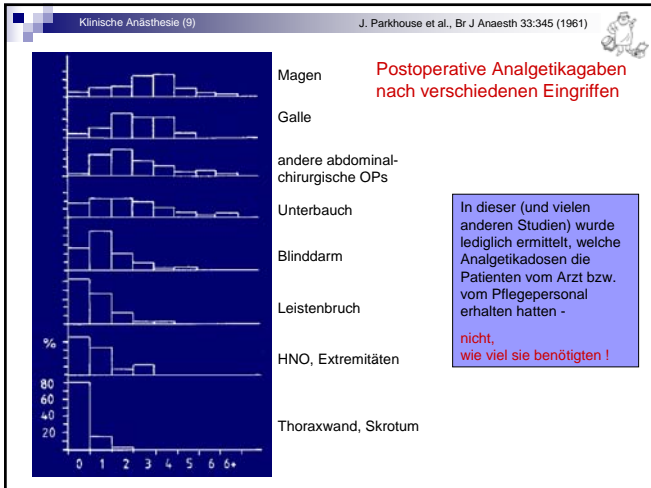 Klinische Anästhesie (9)
J. Parkhouse et al., Br J Anaesth 33:345 (1961)
Postoperative Analgetikagaben
nach verschiedenen Eingriffen
Magen
Galle
andere abdominal-
chirurgische OPs
Unterbauch
Blinddarm
Leistenbruch
HNO, Extremitäten
Thoraxwand, Skrotum
%
80
60
40
20
0 1 2 3 4 5 6 6+
In dieser (und vielen
anderen Studien) wurde
lediglich ermittelt, welche
Analgetikadosen die
Patienten vom Arzt bzw.
vom Pflegepersonal
erhalten hatten -
nicht,
wie viel sie benötigten !